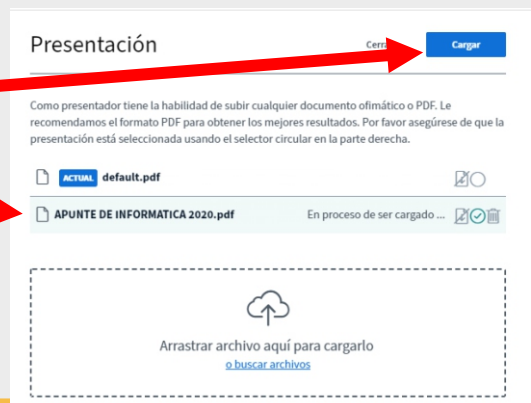 Presentación
Cerra
Cargar
Como presentador tiene la habilidad de subir cualquier documento ofimático o PDF. Le
recomendamos el formato PDF para obtener los mejores resultados. Por favor asegúrese de que la
presentación está seleccionada usando el selector circular en la parte derecha.
ACTUAL default.pdf
APUNTE DE INFORMATICA 2020.pdf En proceso de ser cargado ...
Arrastrar archivo aquí para cargarlo
o buscar archivos